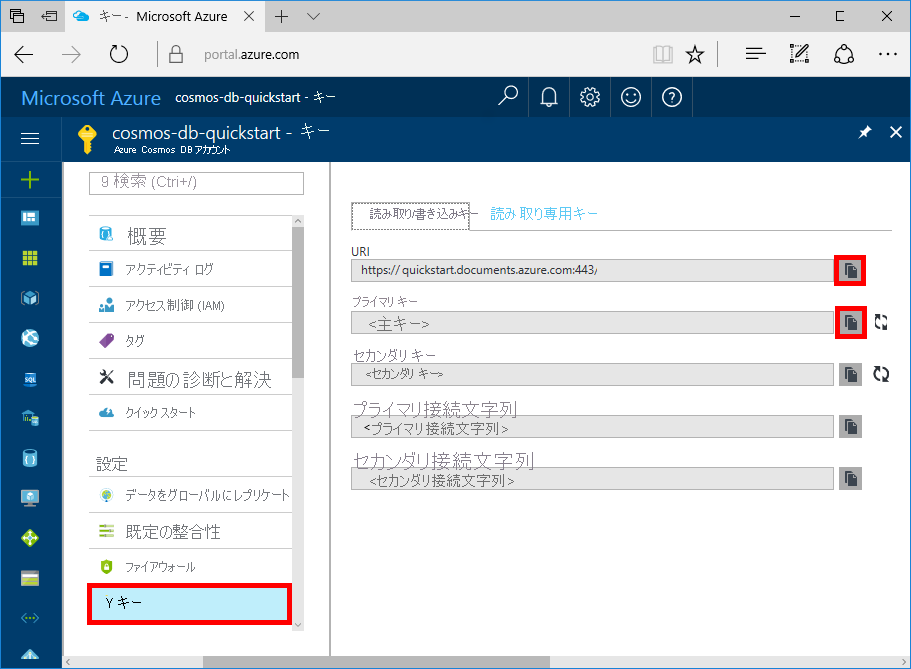 キー - Microsoft Azure
portal.azure.com
Microsoft Azure cosmos-db-quickstart - キー
cosmos-db-quickstart - キー
Azure Cosmos DB アカウント
9 検索 (Ctrl+/)
概要
アクティビティ ログ
アクセス制御 (IAM)
タグ
問題の診断と解決
クイック スタート
設定
データをグローバルにレプリケート
既定の整合性
ファイアウォール
Y キー
読み取り/書き込みキー 読み取り専用キー
URI
https://quickstart.documents.azure.com:443/
プライマリ キー
<主キー>
セカンダリ キー
<セカンダリ キー>
プライマリ接続文字列
<プライマリ接続文字列>
セカンダリ接続文字列
<セカンダリ接続文字列>